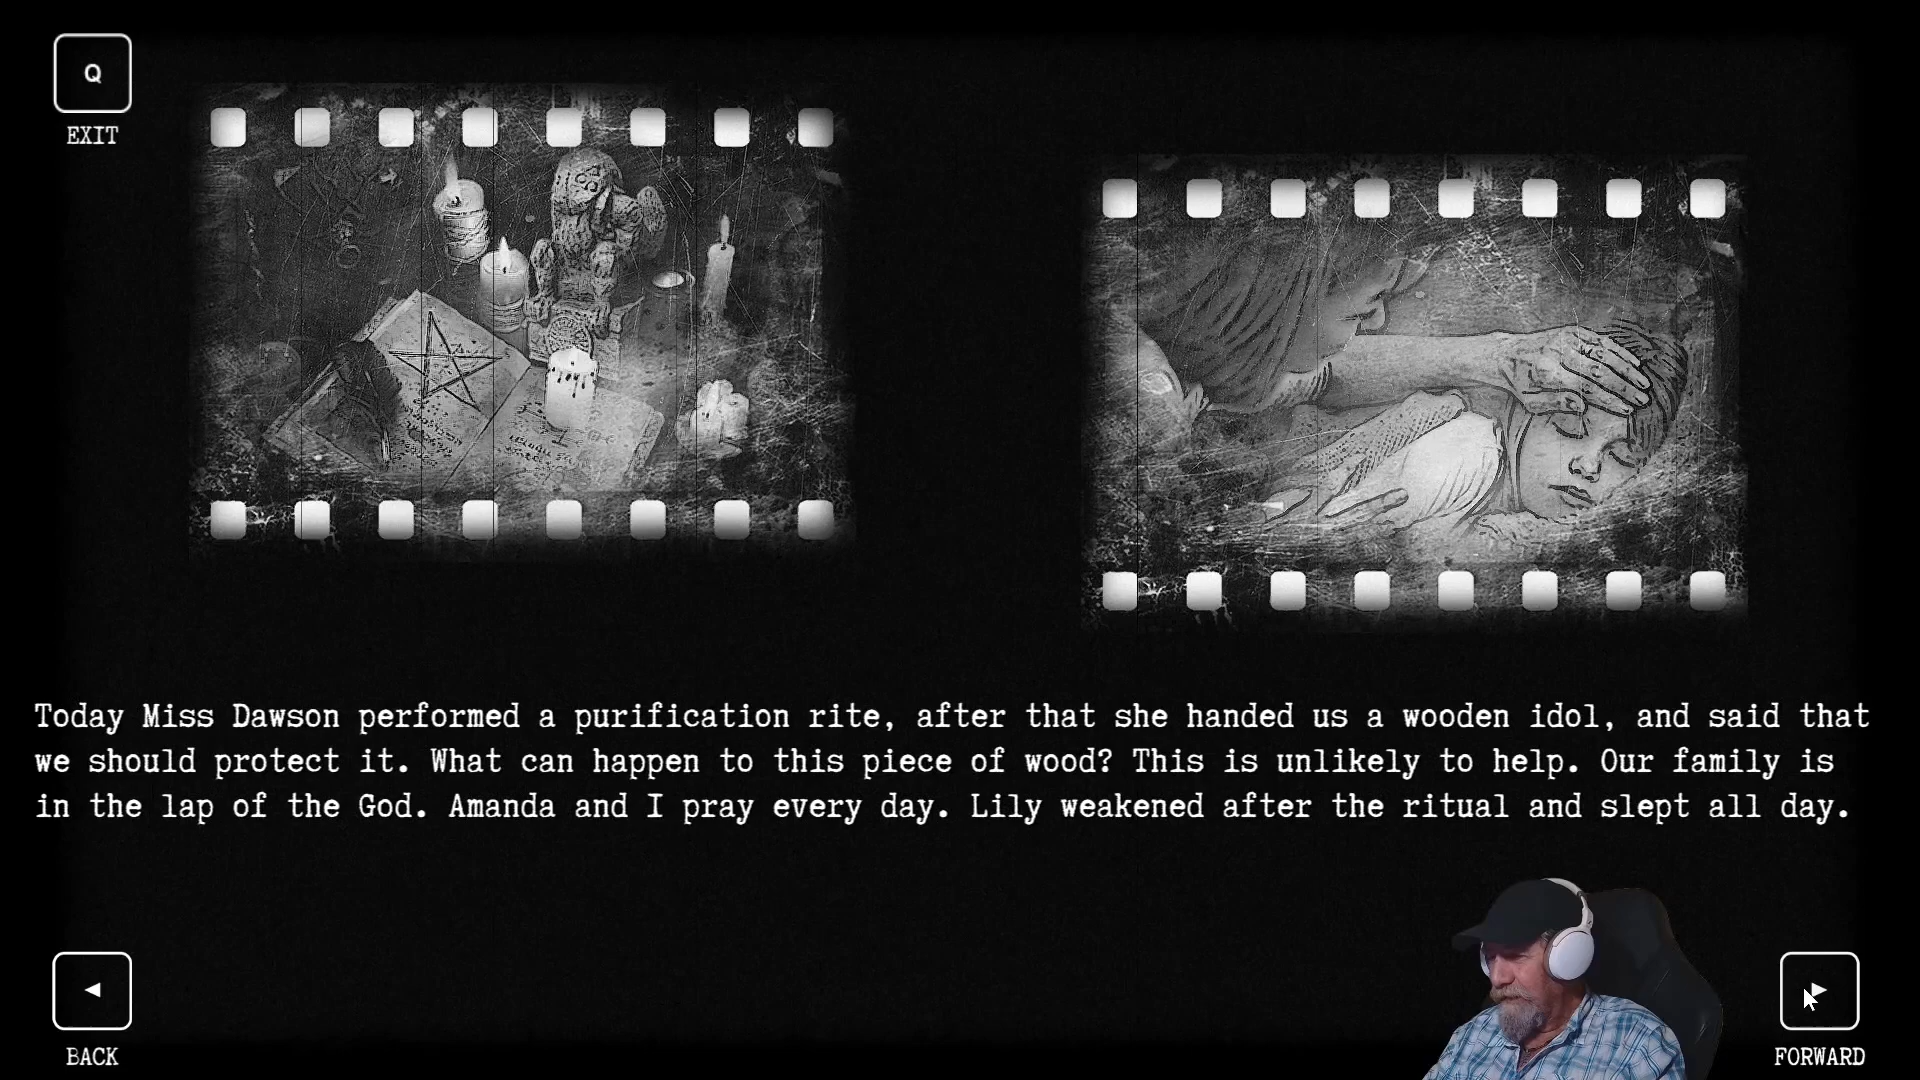 Q
EXIT
Today Miss Dawson performed a purification rite, after that she handed us a wooden idol, and said that
we should protect it. What can happen to this piece of wood? This is unlikely to help. Our family is
in the lap of the God. Amanda and I pray every day. Lily weakened after the ritual and slept all day.
BACK
FORWARD